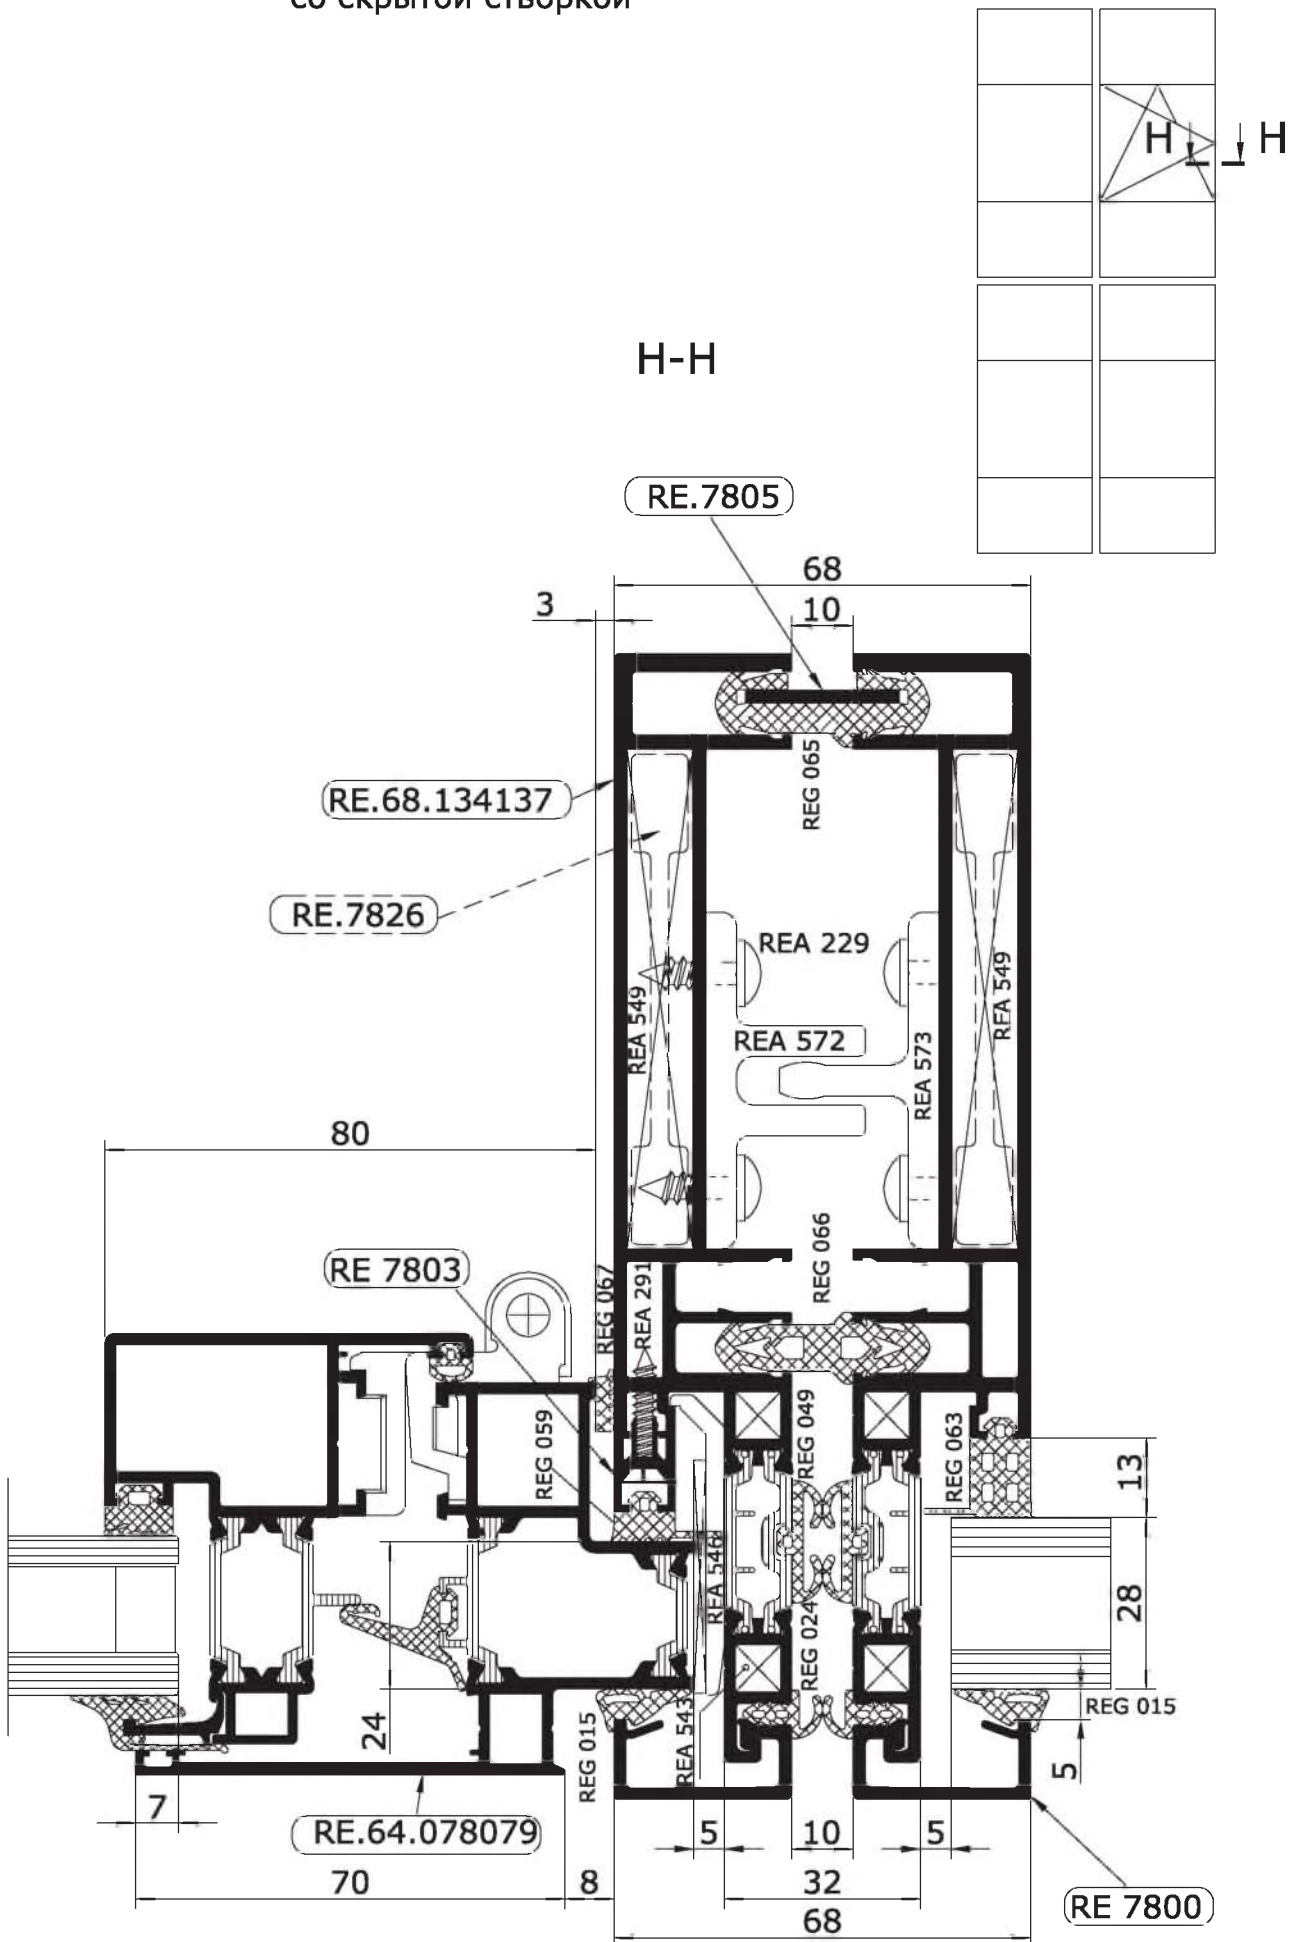 со скрытой створкой
H H
H-H
RE.7805
68
3
10
REG 065
RE.68.134137
RE.7826
REA 229
REA 549
REA 549
REA 572
REA 573
80
REG 066
RE 7803
REG 067
REA 291
REG 059
REG 049
REG 063
13
REA 546
28
REG 024
24
REG 015
REA 543
REG 015
5
7
RE.64.078079
5
10
5
70
8
32
RE 7800
68